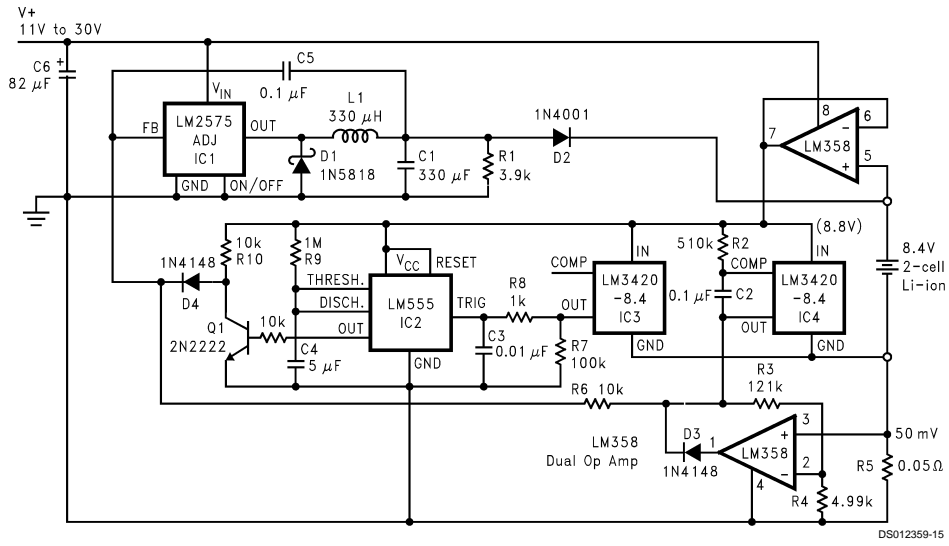 V+
11V to 30V
C6
82 µF
+
C5
0.1 µF
V_IN
FB
LM2575
ADJ
IC1
OUT
GND
ON/OFF
L1
330 µH
D1
1N5818
C1
330 µF
R1
3.9k
1N4001
D2
8
7
6
−
LM358
+
5
8.4V
2-cell
Li-ion
10k
R10
1M
R9
1N4148
D4
THRESH.
DISCH.
OUT
V_CC
RESET
LM555
IC2
TRIG
GND
Q1
2N2222
10k
C4
5 µF
R8
1k
C3
0.01 µF
COMP
IN
LM3420
-8.4
IC3
OUT
GND
R7
100k
510k
R2
0.1 µF
C2
(8.8V)
IN
COMP
LM3420
-8.4
IC4
OUT
GND
R6 10k
R3
121k
LM358
Dual Op Amp
D3
1N4148
1
+
3
LM358
−
2
4
R4
4.99k
50 mV
R5
0.05Ω
DS012359-15